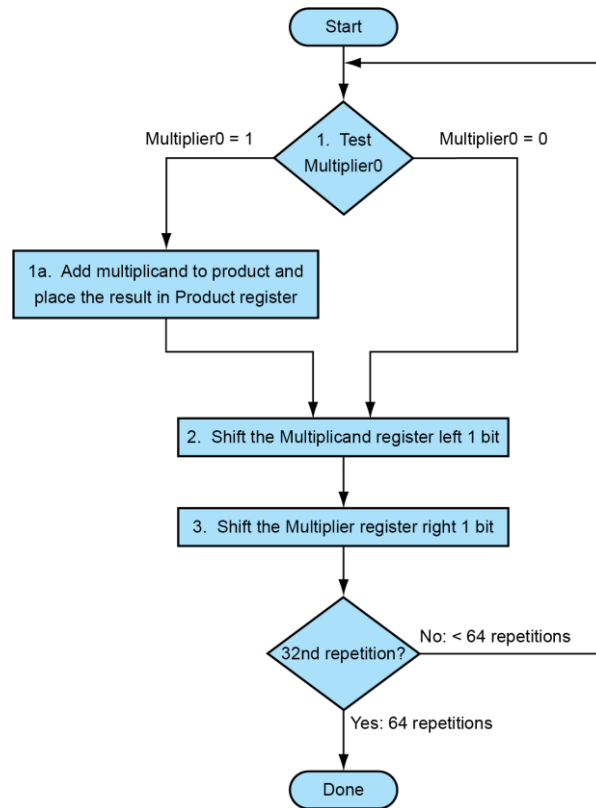 Start
Multiplier0 = 1
1. Test
Multiplier0
Multiplier0 = 0
1a. Add multiplicand to product and
place the result in Product register
2. Shift the Multiplicand register left 1 bit
3. Shift the Multiplier register right 1 bit
32nd repetition?
No: < 64 repetitions
Yes: 64 repetitions
Done